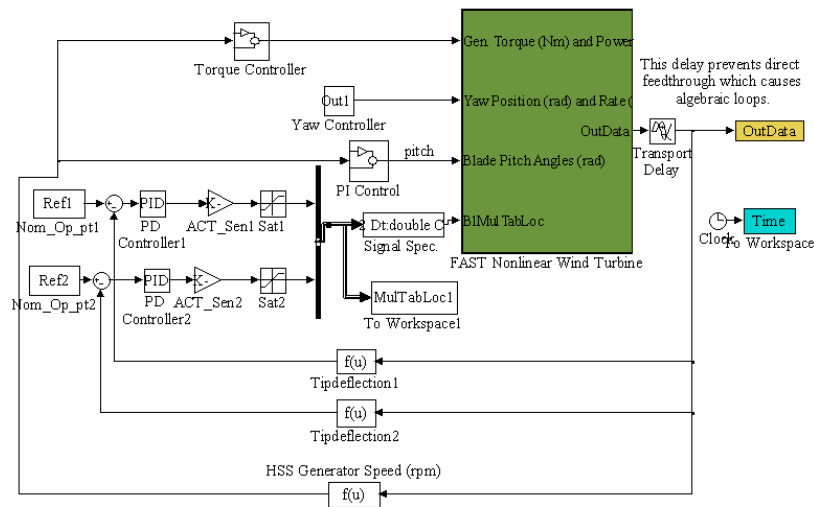 Gen. Torque (Nm) and Power
Torque Controller
This delay prevents direct
feedthrough which causes
algebraic loops.
Out1
Yaw Position (rad) and Rate (
Yaw Controller
OutData
OutData
Transport
Delay
pitch
Blade Pitch Angles (rad)
PI Control
Ref1
PID
K-
Nom_Op_pt1
PD
Controller1
ACT_Sen1
Sat1
2 Dt:double C
BlMulTabLoc
Signal Spec.
Time
Clock
To Workspace
FAST Nonlinear Wind Turbine
Ref2
PID
K-
Nom_Op_pt2
PD
Controller2
ACT_Sen2
Sat2
MulTabLoc1
To Workspace1
f(u)
Tipdeflection1
f(u)
Tipdeflection2
HSS Generator Speed (rpm)
f(u)